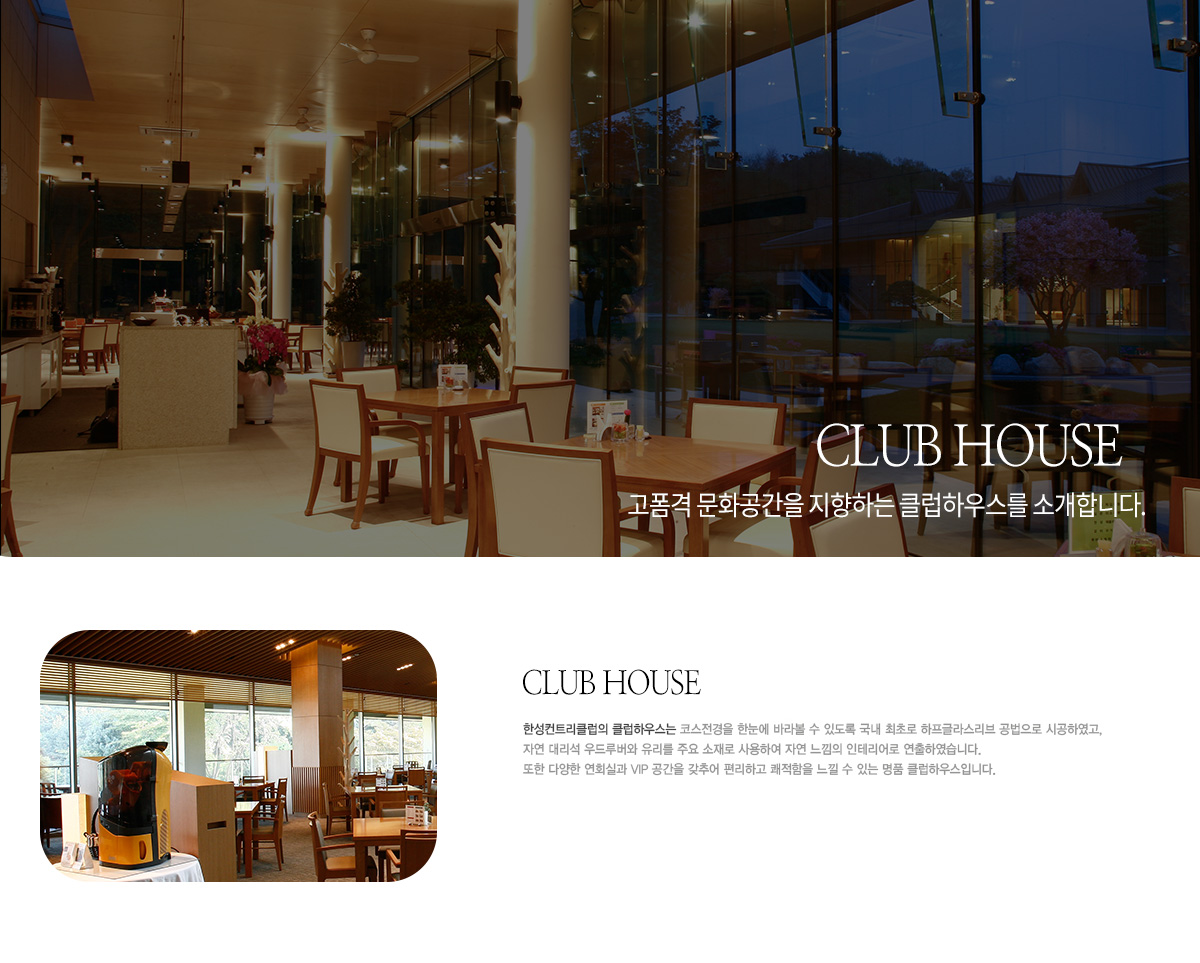 CLUB HOUSE
고품격 문화공간을 지향하는 클럽하우스를 소개합니다.
CLUB HOUSE
한성컨트리클럽의 클럽하우스는 코스전경을 한눈에 바라볼 수 있도록 국내 최초로 하프글라스리브 공법으로 시공하였고,
자연 대리석 우드루버와 유리를 주요 소재로 사용하여 자연 느낌의 인테리어로 연출하였습니다.
또한 다양한 연회실과 VIP 공간을 갖추어 편리하고 쾌적함을 느낄 수 있는 명품 클럽하우스입니다.